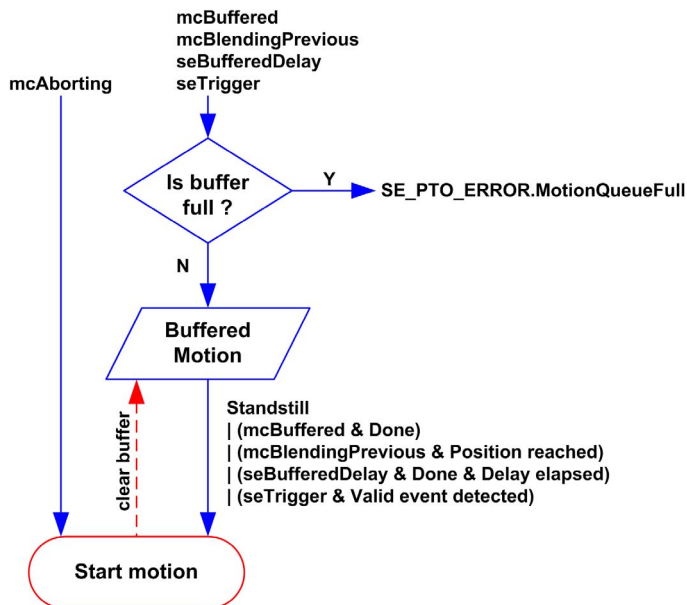 mcBuffered
mcBlendingPrevious
seBufferedDelay
seTrigger
mcAborting
Is buffer
full ?
Y
SE_PTO_ERROR.MotionQueueFull
N
Buffered
Motion
clear buffer
Standstill
| (mcBuffered & Done)
| (mcBlendingPrevious & Position reached)
| (seBufferedDelay & Done & Delay elapsed)
| (seTrigger & Valid event detected)
Start motion